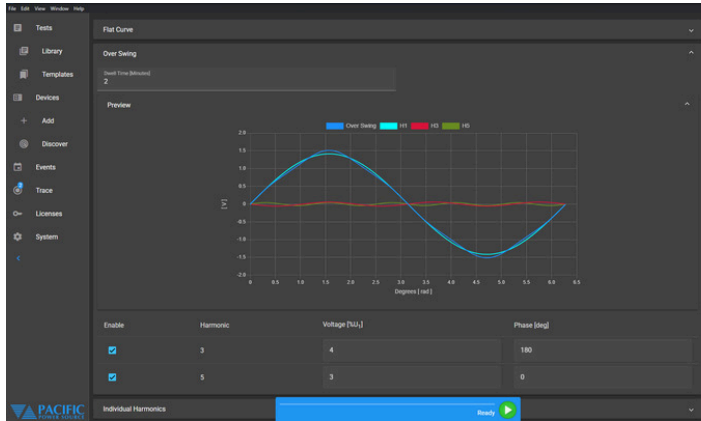 File Edit View Window Help
Tests
Library
Templates
Devices
Add
Discover
Events
Trace
2
Licenses
System
Flat Curve
Over Swing
Dwell Time [Minutes]
2
Preview
Over Swing H1 H3 H5
2.0
1.5
1.0
0.5
0
-0.5
-1.0
-1.5
-2.0
[ V ]
0 0.5 1.0 1.5 2.0 2.5 3.0 3.5 4.0 4.5 5.0 5.5 6.0 6.5
Degrees [ rad ]
Enable Harmonic Voltage [%U₁] Phase [deg]
3 4 180
5 3 0
Individual Harmonics
Ready
PACIFIC
POWER SOURCE